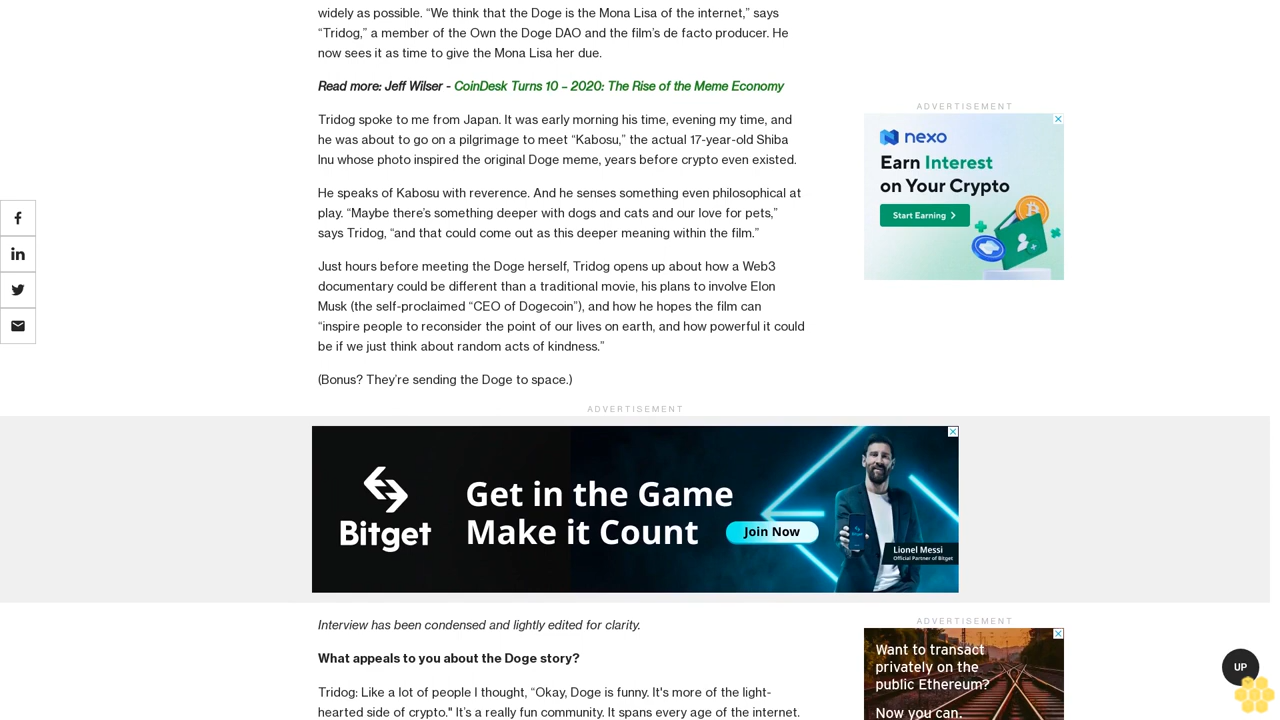 widely as possible. “We think that the Doge is the Mona Lisa of the internet,” says
“Tridog,” a member of the Own the Doge DAO and the film’s de facto producer. He
now sees it as time to give the Mona Lisa her due.
Read more: Jeff Wilser - CoinDesk Turns 10 – 2020: The Rise of the Meme Economy
Tridog spoke to me from Japan. It was early morning his time, evening my time, and
he was about to go on a pilgrimage to meet “Kabosu,” the actual 17-year-old Shiba
Inu whose photo inspired the original Doge meme, years before crypto even existed.
He speaks of Kabosu with reverence. And he senses something even philosophical at
play. “Maybe there’s something deeper with dogs and cats and our love for pets,”
says Tridog, “and that could come out as this deeper meaning within the film.”
Just hours before meeting the Doge herself, Tridog opens up about how a Web3
documentary could be different than a traditional movie, his plans to involve Elon
Musk (the self-proclaimed “CEO of Dogecoin”), and how he hopes the film can
“inspire people to reconsider the point of our lives on earth, and how powerful it could
be if we just think about random acts of kindness.”
(Bonus? They’re sending the Doge to space.)
ADVERTISEMENT
nexo
Earn Interest
on Your Crypto
Start Earning
ADVERTISEMENT
Bitget
Get in the Game
Make it Count
Join Now
Lionel Messi
Official Partner of Bitget
Interview has been condensed and lightly edited for clarity.
What appeals to you about the Doge story?
Tridog: Like a lot of people I thought, “Okay, Doge is funny. It's more of the light-
hearted side of crypto." It’s a really fun community. It spans every age of the internet.
ADVERTISEMENT
Want to transact
privately on the
public Ethereum?
Now you can.
UP